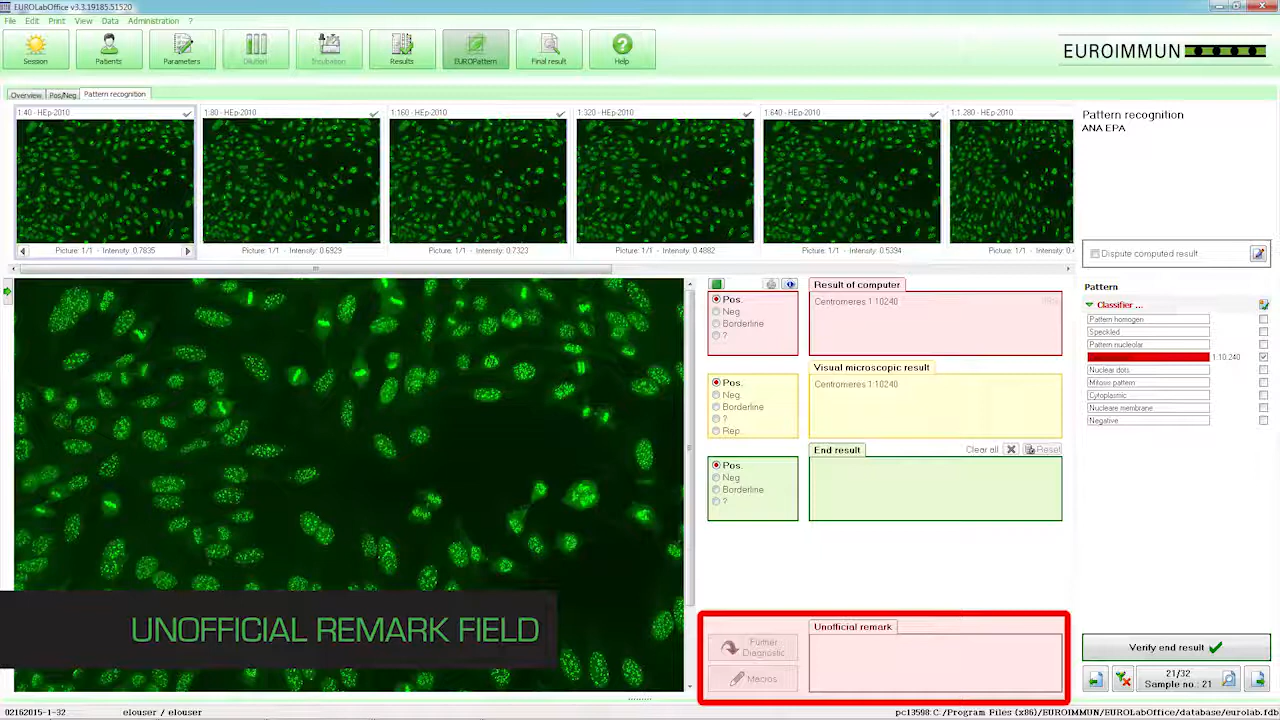 EUROLabOffice v3.3.19185.51520
File Edit Print View Data Administration ?
Session Patients Parameters Dilution Incubation Results EUROPattern Final result Help
EUROIMMUN
Overview Pos/Neg Pattern recognition
1:40 - HEp-2010 1:80 - HEp-2010 1:160 - HEp-2010 1:320 - HEp-2010 1:640 - HEp-2010 1:1.280 - HEp-2010
Picture: 1/1 - Intensity: 0.7835 Picture: 1/1 - Intensity: 0.6929 Picture: 1/1 - Intensity: 0.7323 Picture: 1/1 - Intensity: 0.4882 Picture: 1/1 - Intensity: 0.5394 Picture: 1/1 - Intensity: 0.4
Pattern recognition
ANA EPA
Dispute computed result
Pattern
Classifier ...
Pattern homogen
Speckled
Pattern nucleolar
1:10.240
Nuclear dots
Mitosis pattern
Cytoplasmic
Nucleare membrane
Negative
Result of computer
Pos.
Neg
Borderline
?
Centromeres 1:10240
Visual microscopic result
Pos.
Neg
Borderline
?
Rep
Centromeres 1:10240
End result
Clear all Reset
Pos.
Neg
Borderline
?
UNOFFICIAL REMARK FIELD
Unofficial remark
Further
Diagnostic
Macros
Verify end result
21/32
Sample no.: 21
02162015-1-32 elouser / elouser pc13598:C:/Program Files (x86)/EUROIMMUN/EUROLabOffice/database/eurolab.fdb